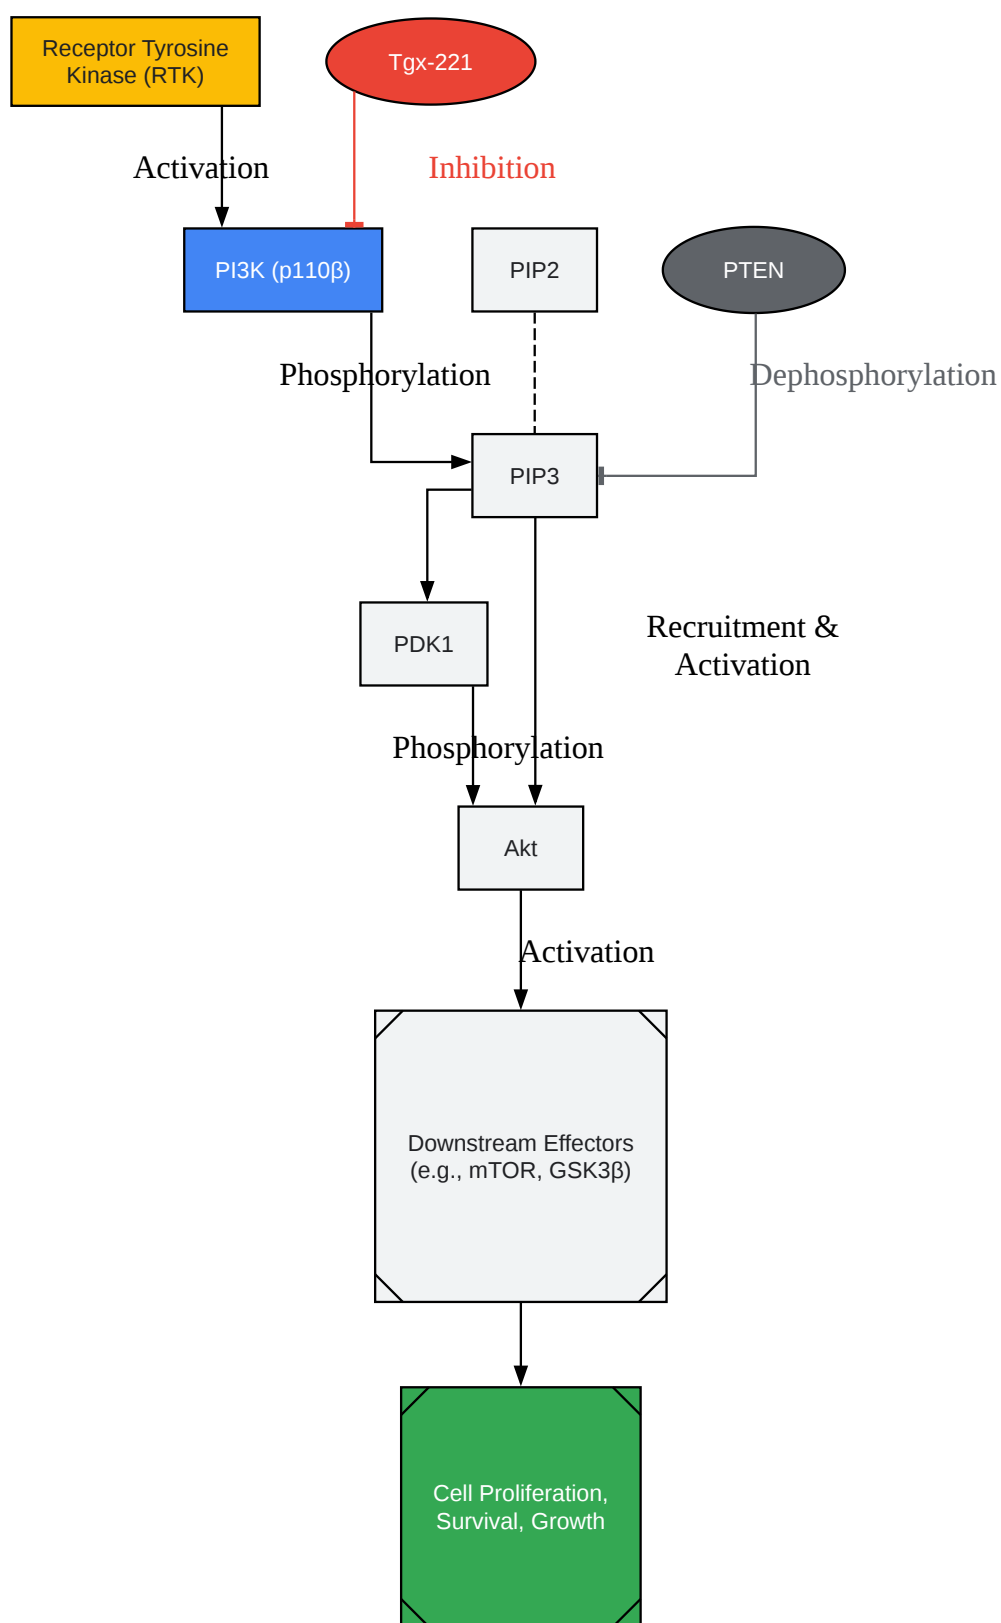 Receptor Tyrosine
Kinase (RTK)
Tgx-221
Activation
Inhibition
PI3K (p110β)
PIP2
PTEN
Phosphorylation
Dephosphorylation
PIP3
PDK1
Recruitment &
Activation
Phosphorylation
Akt
Activation
Downstream Effectors
(e.g., mTOR, GSK3β)
Cell Proliferation,
Survival, Growth